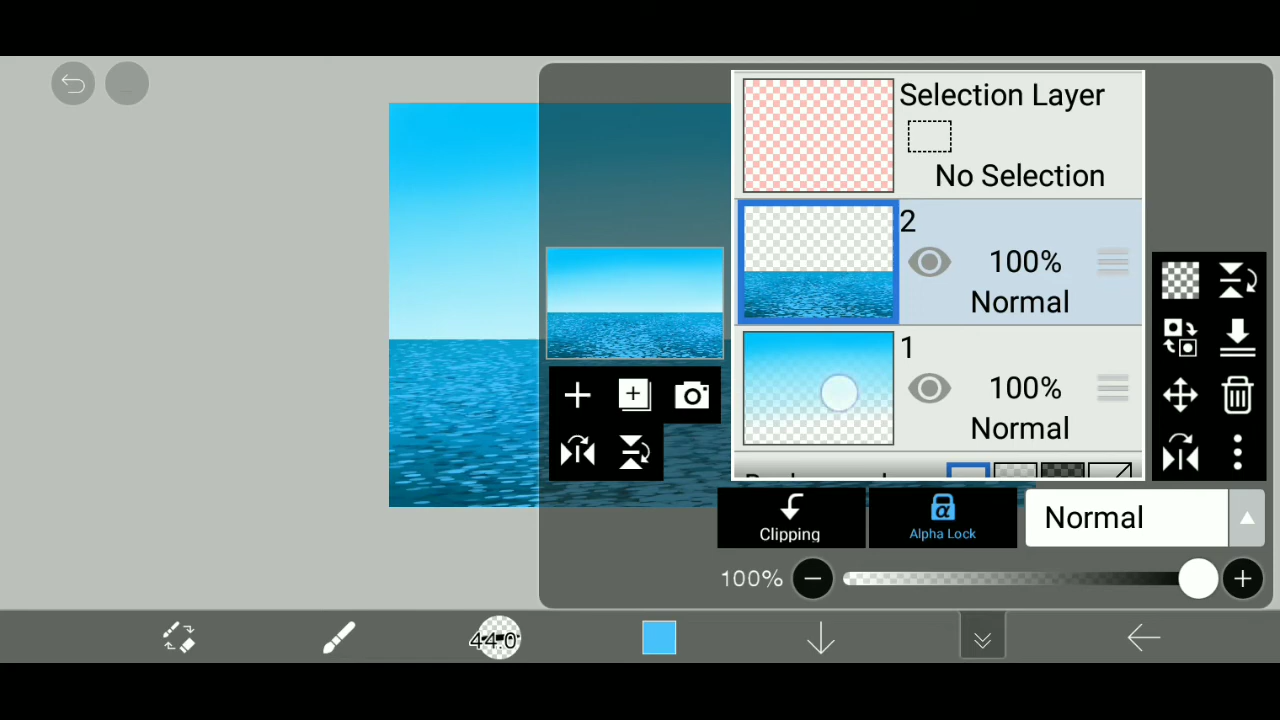 Selection Layer
No Selection
2
100%
Normal
1
100%
Normal
Clipping
α
Alpha Lock
Normal
100%
44.0